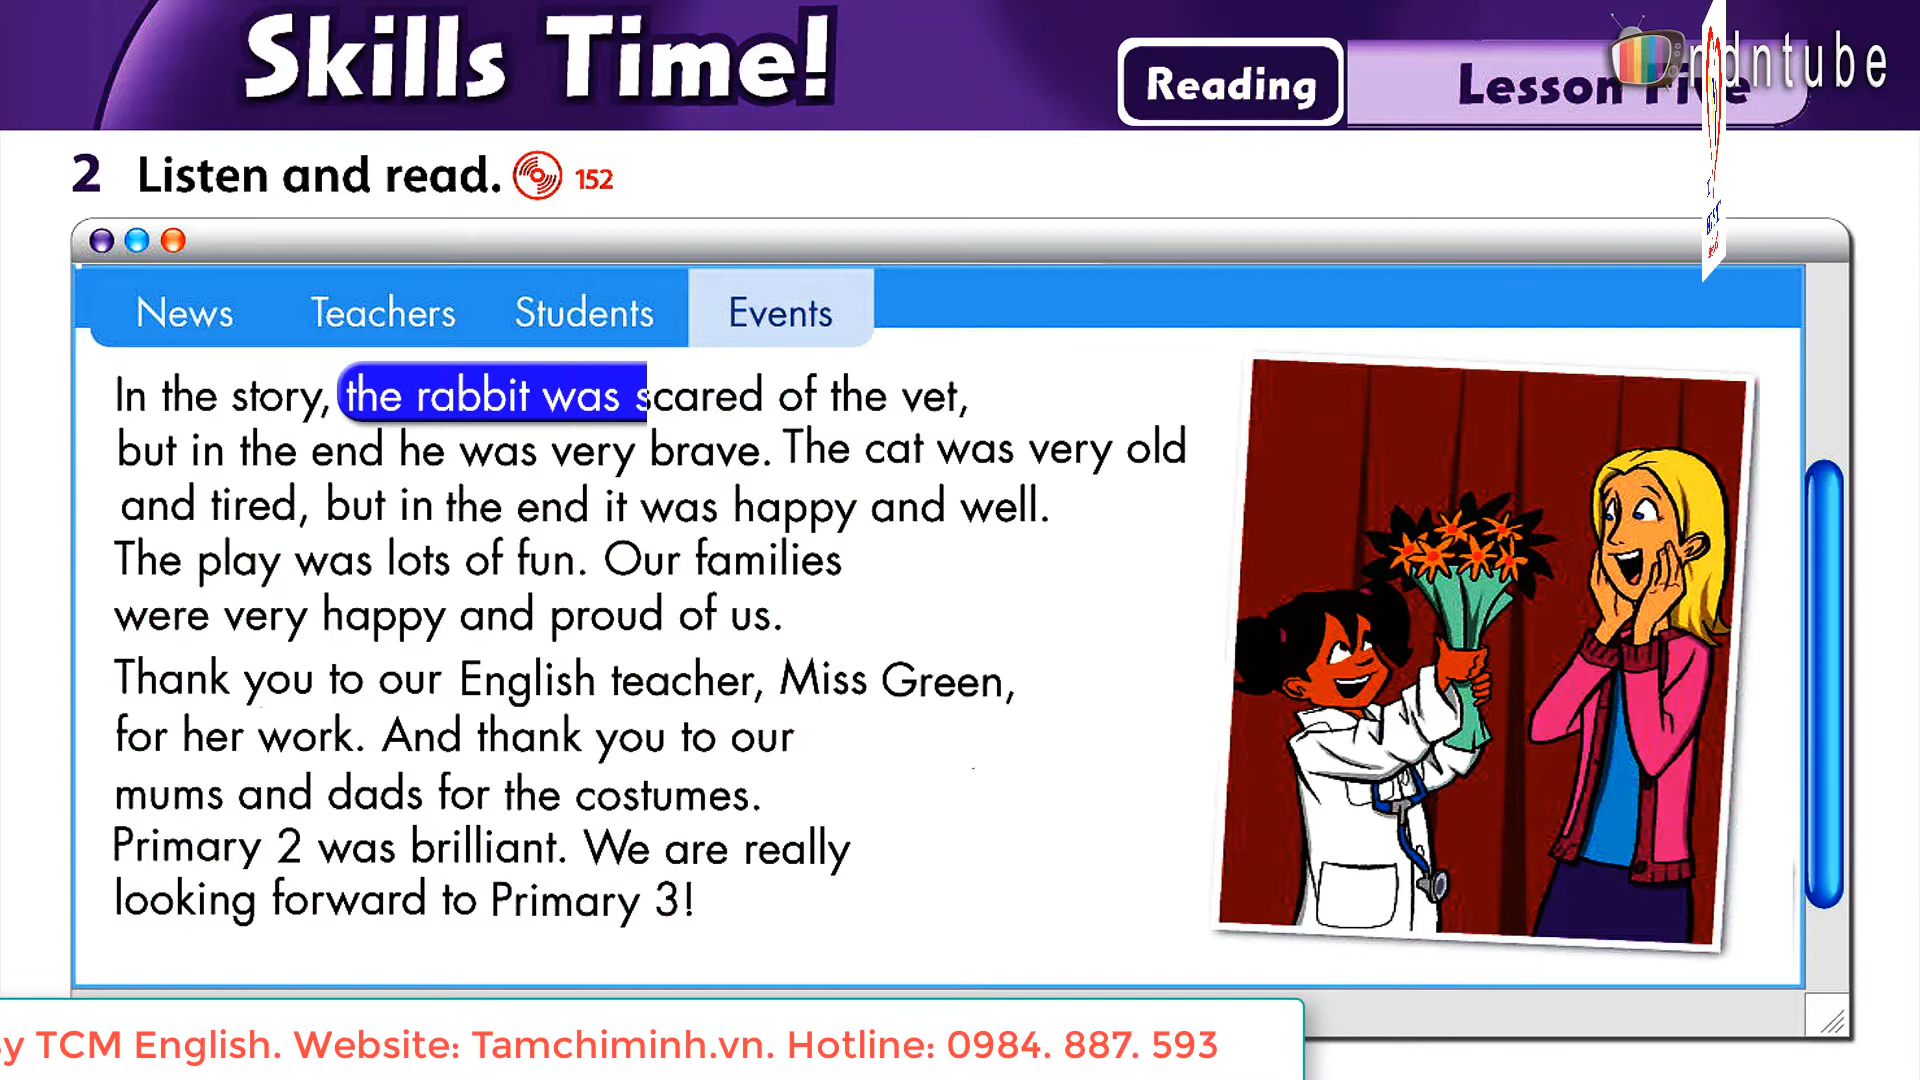 Skills Time!
Reading
Lesson Five
ndntube
2 Listen and read. 152
News Teachers Students Events
In the story, the rabbit was scared of the vet,
but in the end he was very brave. The cat was very old
and tired, but in the end it was happy and well.
The play was lots of fun. Our families
were very happy and proud of us.
Thank you to our English teacher, Miss Green,
for her work. And thank you to our
mums and dads for the costumes.
Primary 2 was brilliant. We are really
looking forward to Primary 3!
y TCM English. Website: Tamchiminh.vn. Hotline: 0984. 887. 593